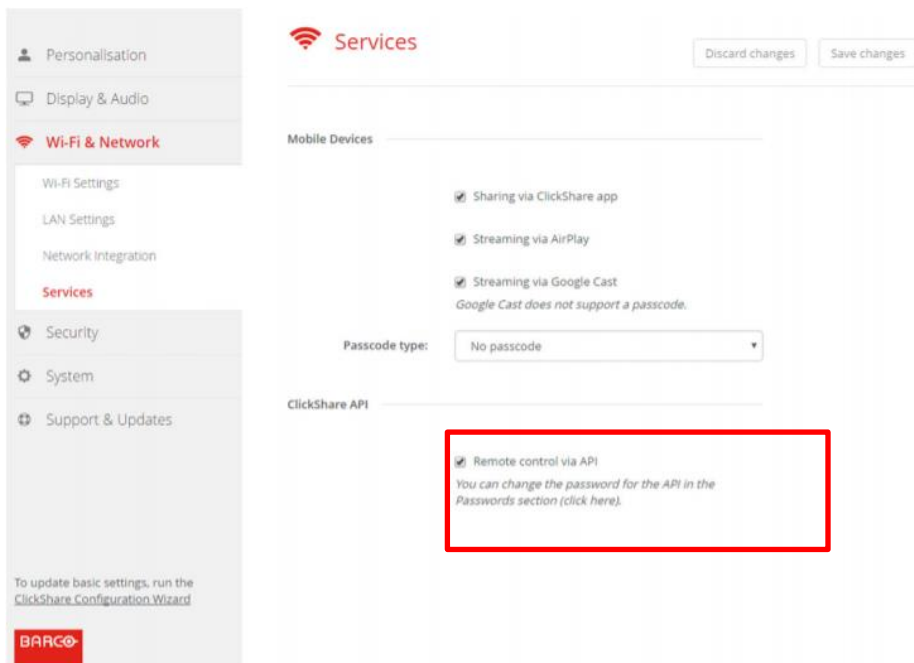 Services
Discard changes
Save changes
Personalisation
Display & Audio
Wi-Fi & Network
Wi-Fi Settings
LAN Settings
Network Integration
Services
Security
System
Support & Updates
To update basic settings, run the
ClickShare Configuration Wizard
BARCO
Mobile Devices
Sharing via ClickShare app
Streaming via AirPlay
Streaming via Google Cast
Google Cast does not support a passcode.
Passcode type:
No passcode
ClickShare API
Remote control via API
You can change the password for the API in the
Passwords section (click here).